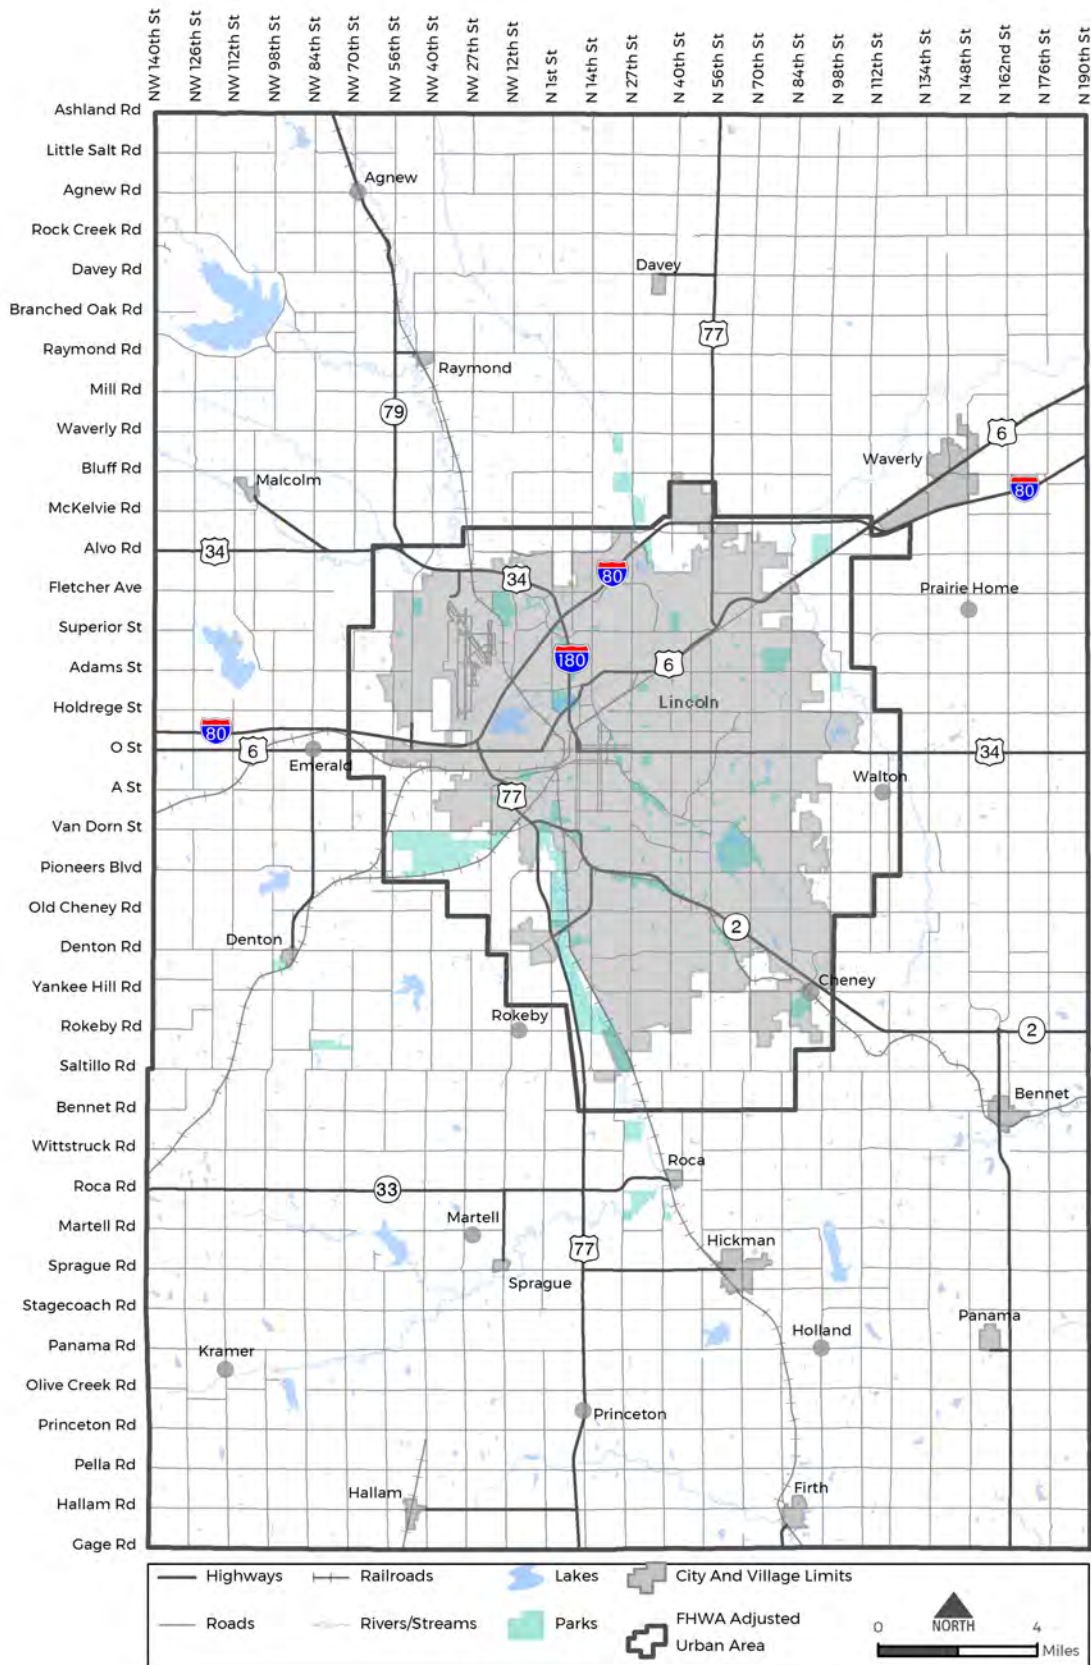 NW 140th St
NW 126th St
NW 112th St
NW 98th St
NW 84th St
NW 70th St
NW 56th St
NW 40th St
NW 27th St
NW 12th St
N 1st St
N 14th St
N 27th St
N 40th St
N 56th St
N 70th St
N 84th St
N 98th St
N 112th St
N 134th St
N 148th St
N 162nd St
N 176th St
N 190th St
Ashland Rd
Little Salt Rd
Agnew Rd
Rock Creek Rd
Davey Rd
Branched Oak Rd
Raymond Rd
Mill Rd
Waverly Rd
Bluff Rd
McKelvie Rd
Alvo Rd
Fletcher Ave
Superior St
Adams St
Holdrege St
O St
A St
Van Dorn St
Pioneers Blvd
Old Cheney Rd
Denton Rd
Yankee Hill Rd
Rokeby Rd
Saltillo Rd
Bennet Rd
Wittstruck Rd
Roca Rd
Martell Rd
Sprague Rd
Stagecoach Rd
Panama Rd
Olive Creek Rd
Princeton Rd
Pella Rd
Hallam Rd
Gage Rd
Agnew
Davey
77
Raymond
79
6
Waverly
80
Malcolm
34
34
80
Prairie Home
180
6
Lincoln
80
6
Emerald
34
77
Walton
2
Denton
Cheney
Rokeby
2
Bennet
Roca
33
Martell
77
Hickman
Sprague
Panama
Holland
Kramer
Princeton
Hallam
Firth
Highways
Railroads
Lakes
City And Village Limits
Roads
Rivers/Streams
Parks
FHWA Adjusted
Urban Area
NORTH
0
4
Miles